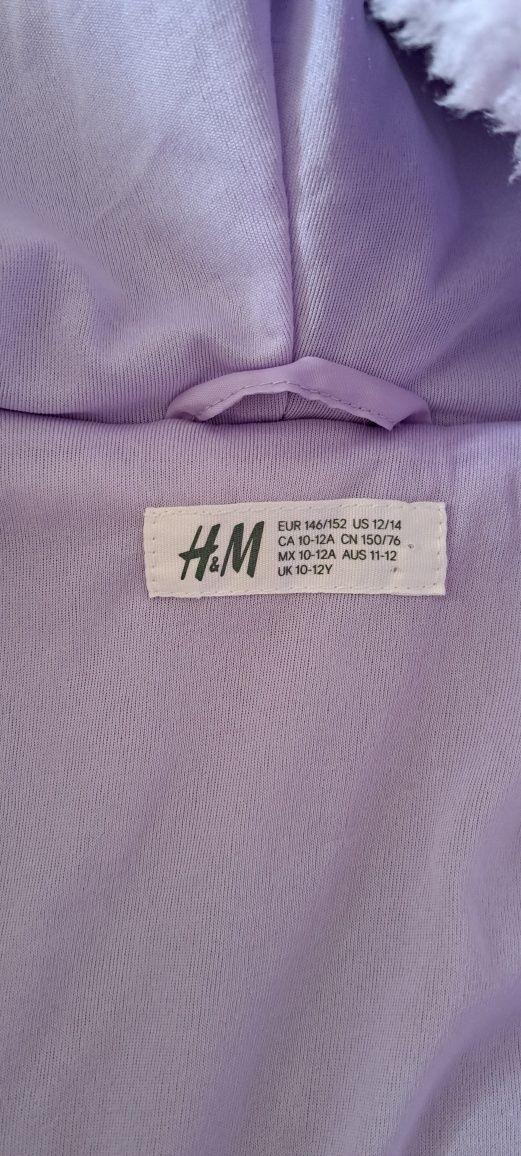 H&M
EUR 146/152 US 12/14
CA 10-12A CN 150/76
MX 10-12A AUS 11-12
UK 10-12Y